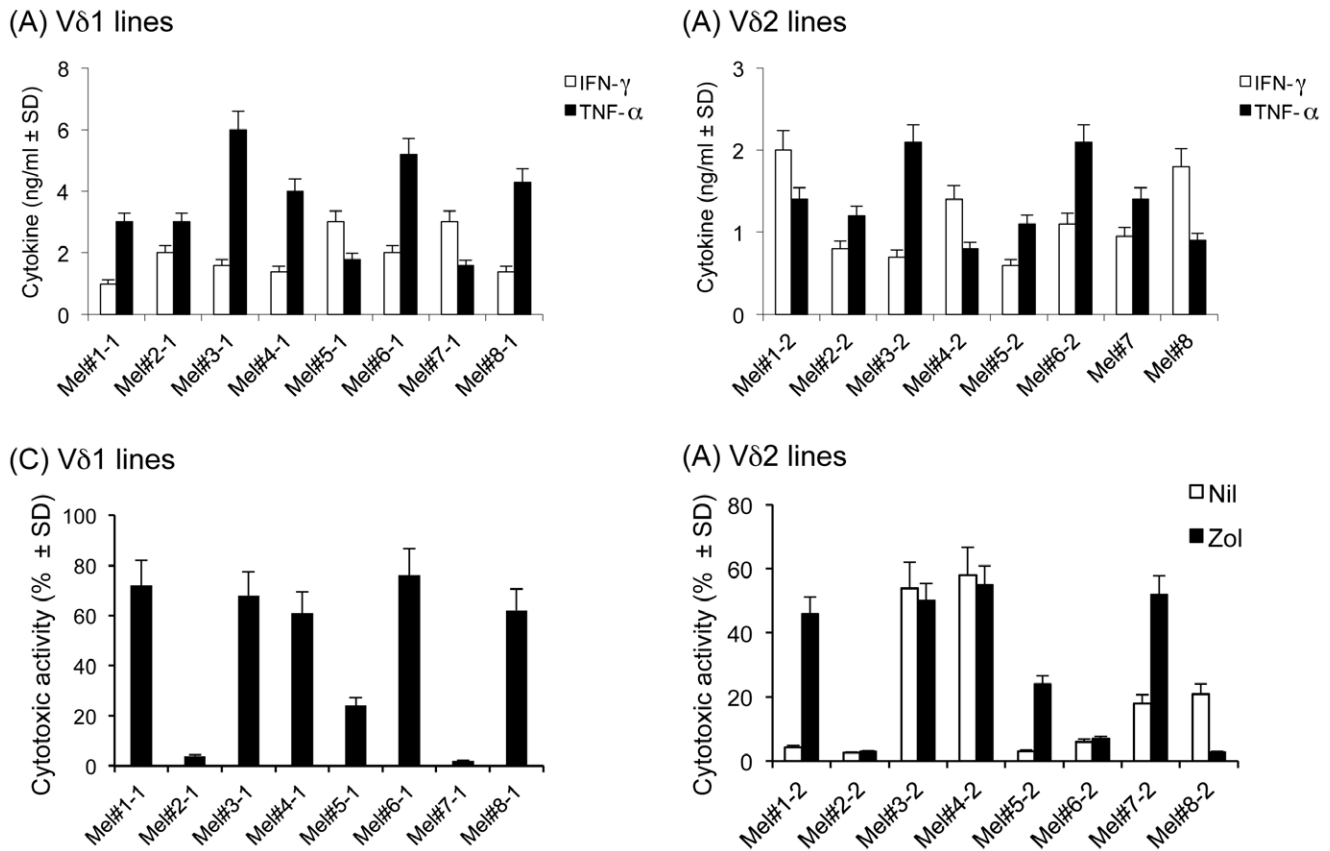 (A) Vδ1 lines
8
6
4
2
0
Cytokine (ng/ml ± SD)
IFN-γ
TNF-α
Mel#1-1
Mel#2-1
Mel#3-1
Mel#4-1
Mel#5-1
Mel#6-1
Mel#7-1
Mel#8-1
(A) Vδ2 lines
3
2
1
0
Cytokine (ng/ml ± SD)
IFN-γ
TNF-α
Mel#1-2
Mel#2-2
Mel#3-2
Mel#4-2
Mel#5-2
Mel#6-2
Mel#7
Mel#8
(C) Vδ1 lines
100
80
60
40
20
0
Cytotoxic activity (% ± SD)
Mel#1-1
Mel#2-1
Mel#3-1
Mel#4-1
Mel#5-1
Mel#6-1
Mel#7-1
Mel#8-1
(A) Vδ2 lines
80
60
40
20
0
Cytotoxic activity (% ± SD)
Nil
Zol
Mel#1-2
Mel#2-2
Mel#3-2
Mel#4-2
Mel#5-2
Mel#6-2
Mel#7-2
Mel#8-2